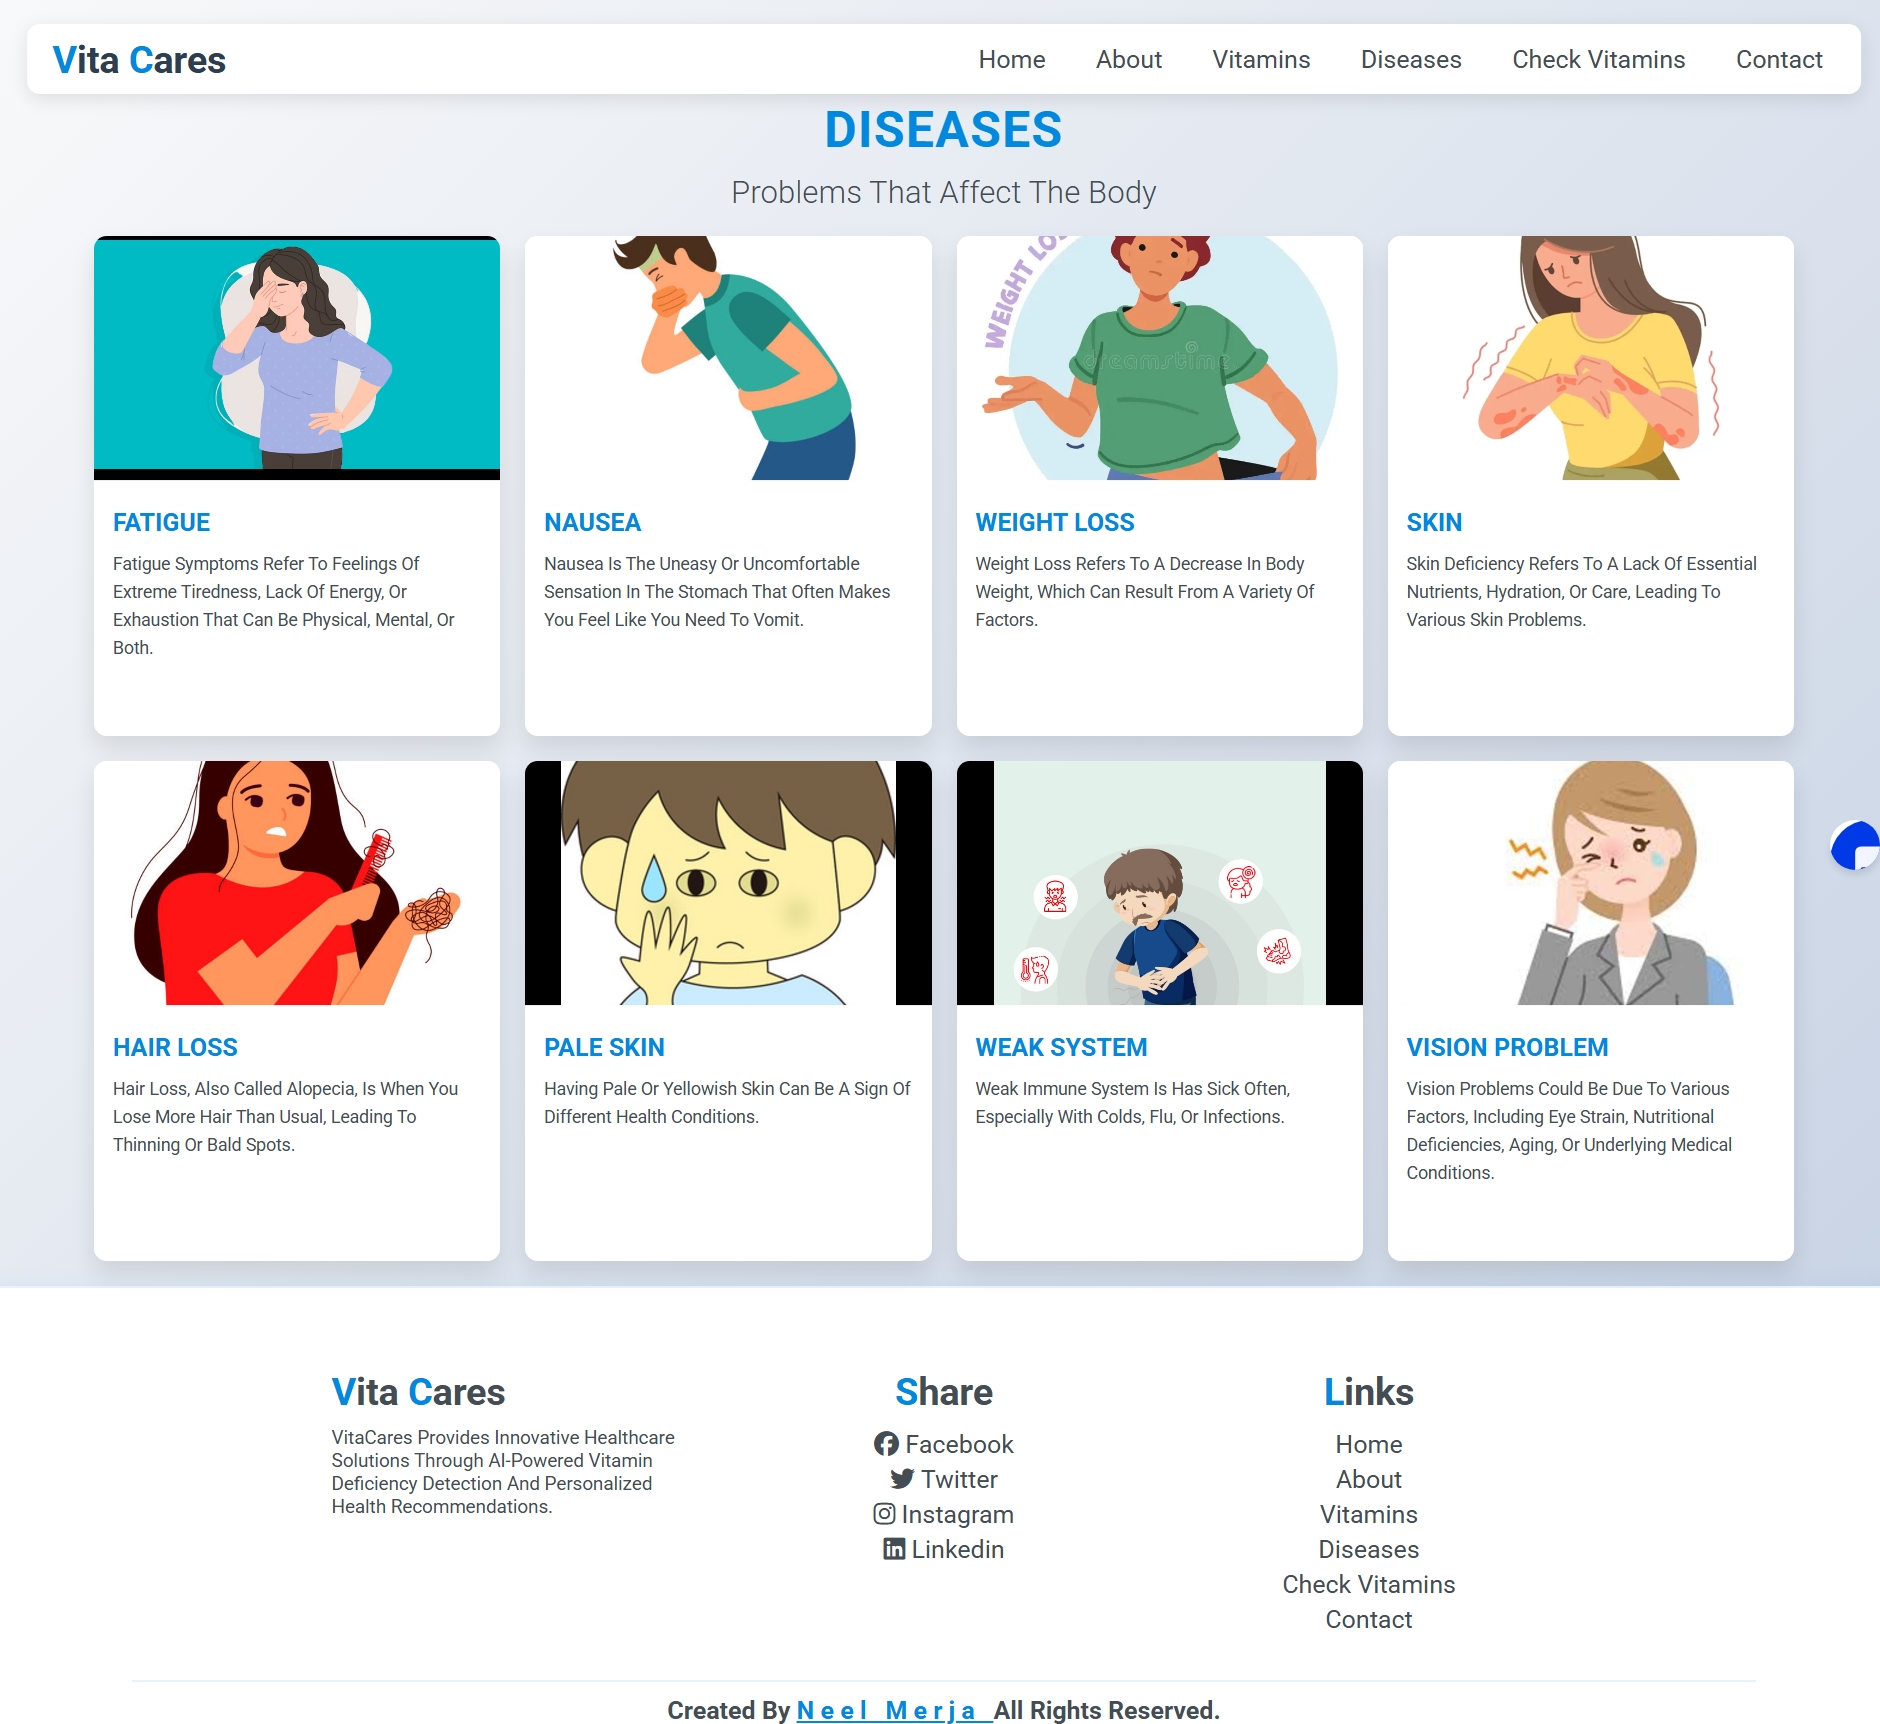 Vita Cares
Home About Vitamins Diseases Check Vitamins Contact
DISEASES
Problems That Affect The Body
WEIGHT LOS
dreamstime
FATIGUE
Fatigue Symptoms Refer To Feelings Of
Extreme Tiredness, Lack Of Energy, Or
Exhaustion That Can Be Physical, Mental, Or
Both.
NAUSEA
Nausea Is The Uneasy Or Uncomfortable
Sensation In The Stomach That Often Makes
You Feel Like You Need To Vomit.
WEIGHT LOSS
Weight Loss Refers To A Decrease In Body
Weight, Which Can Result From A Variety Of
Factors.
SKIN
Skin Deficiency Refers To A Lack Of Essential
Nutrients, Hydration, Or Care, Leading To
Various Skin Problems.
HAIR LOSS
Hair Loss, Also Called Alopecia, Is When You
Lose More Hair Than Usual, Leading To
Thinning Or Bald Spots.
PALE SKIN
Having Pale Or Yellowish Skin Can Be A Sign Of
Different Health Conditions.
WEAK SYSTEM
Weak Immune System Is Has Sick Often,
Especially With Colds, Flu, Or Infections.
VISION PROBLEM
Vision Problems Could Be Due To Various
Factors, Including Eye Strain, Nutritional
Deficiencies, Aging, Or Underlying Medical
Conditions.
Vita Cares
VitaCares Provides Innovative Healthcare
Solutions Through AI-Powered Vitamin
Deficiency Detection And Personalized
Health Recommendations.
Share
Facebook
Twitter
Instagram
Linkedin
Links
Home
About
Vitamins
Diseases
Check Vitamins
Contact
Created By Neel Merja All Rights Reserved.